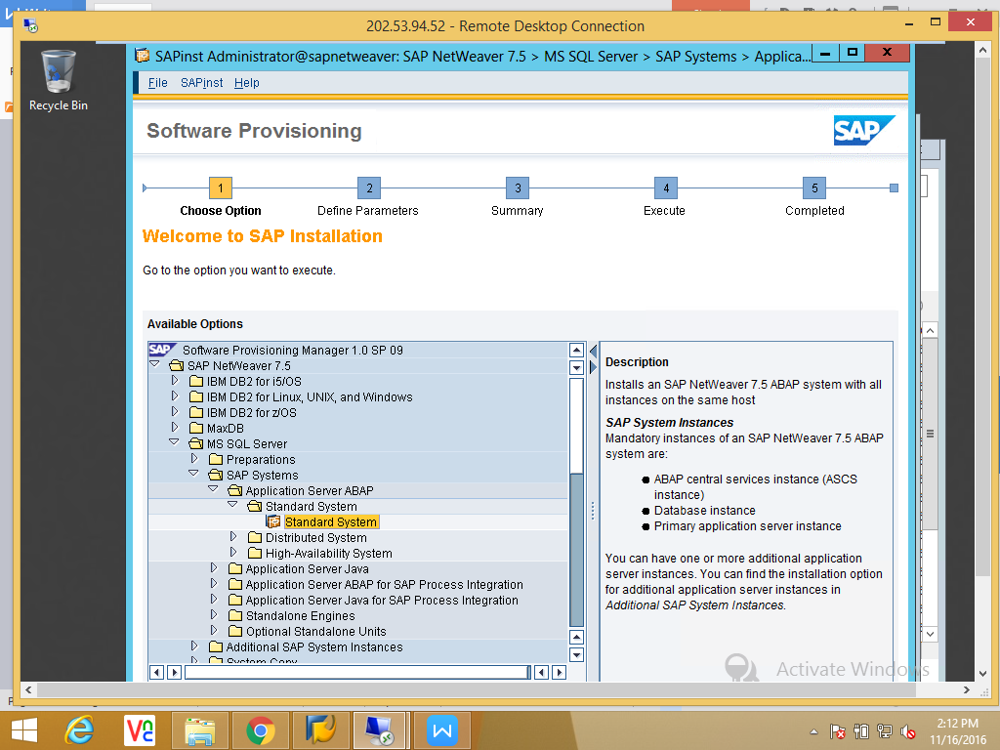 202.53.94.52 - Remote Desktop Connection
Recycle Bin
SAPinst Administrator@sapnetweaver: SAP NetWeaver 7.5 > MS SQL Server > SAP Systems > Applica...
File SAPinst Help
Software Provisioning
SAP
1 2 3 4 5
Choose Option Define Parameters Summary Execute Completed
Welcome to SAP Installation
Go to the option you want to execute.
Available Options
SAP Software Provisioning Manager 1.0 SP 09
SAP NetWeaver 7.5
IBM DB2 for i5/OS
IBM DB2 for Linux, UNIX, and Windows
IBM DB2 for z/OS
MaxDB
MS SQL Server
Preparations
SAP Systems
Application Server ABAP
Standard System
Standard System
Distributed System
High-Availability System
Application Server Java
Application Server ABAP for SAP Process Integration
Application Server Java for SAP Process Integration
Standalone Engines
Optional Standalone Units
Additional SAP System Instances
System Copy
Description
Installs an SAP NetWeaver 7.5 ABAP system with all
instances on the same host
SAP System Instances
Mandatory instances of an SAP NetWeaver 7.5 ABAP
system are:
ABAP central services instance (ASCS
instance)
Database instance
Primary application server instance
You can have one or more additional application
server instances. You can find the installation option
for additional application server instances in
Additional SAP System Instances.
Activate Windows
2:12 PM
11/16/2016